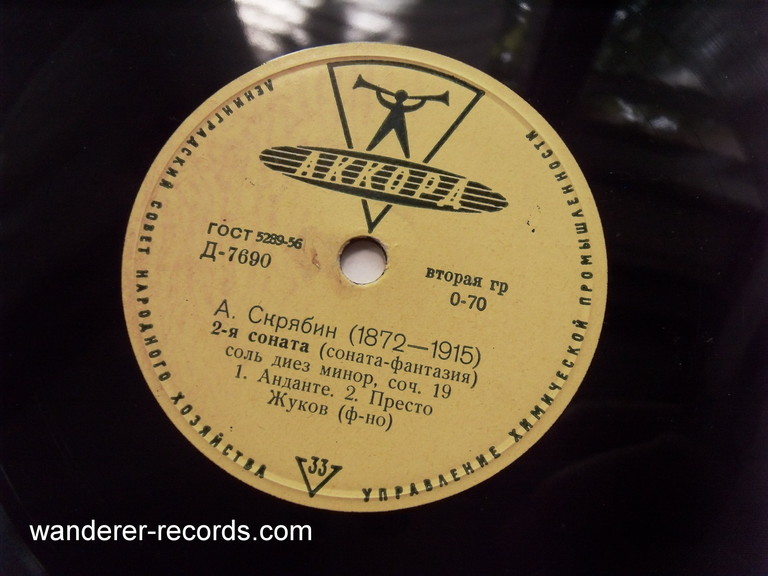 ЛЕНИНГРАДСКИЙ СОВЕТ НАРОДНОГО ХОЗЯЙСТВА
УПРАВЛЕНИЕ ХИМИЧЕСКОЙ ПРОМЫШЛЕННОСТИ
АККОРД
ГОСТ 5289-56
Д-7690
вторая гр
0-70
А. Скрябин (1872—1915)
2-я соната (соната-фантазия)
соль диез минор, соч. 19
1. Анданте. 2. Престо
Жуков (ф-но)
33
wanderer-records.com